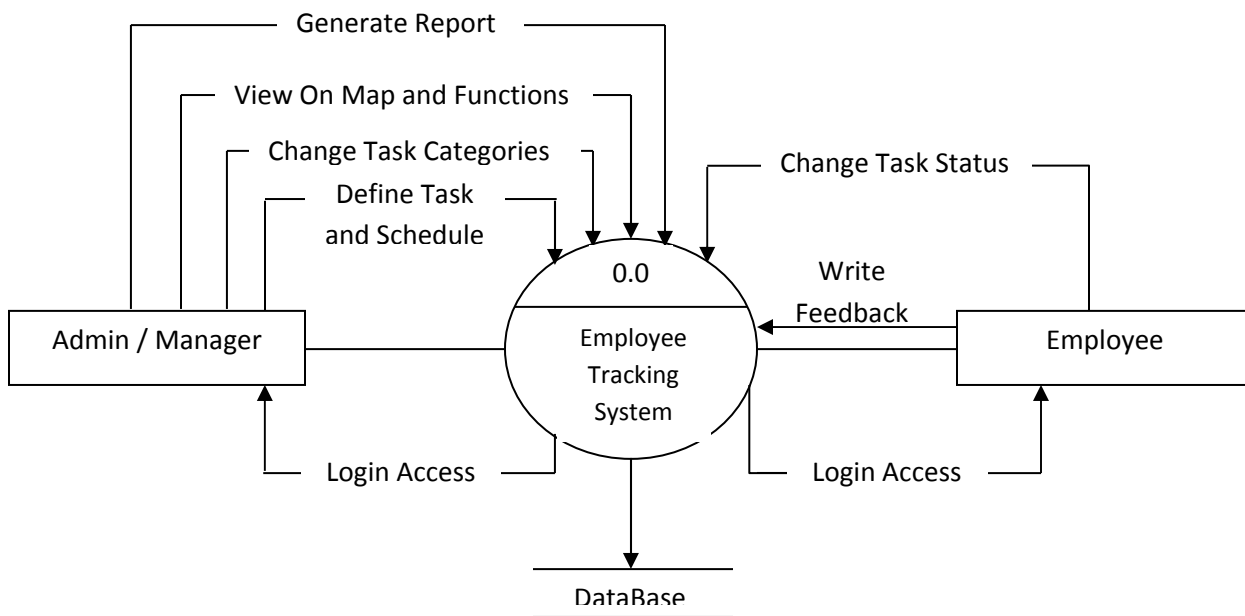 Generate Report
View On Map and Functions
Change Task Categories
Change Task Status
Define Task
and Schedule
0.0
Write
Feedback
Admin / Manager
Employee
Tracking
System
Employee
Login Access
Login Access
DataBase